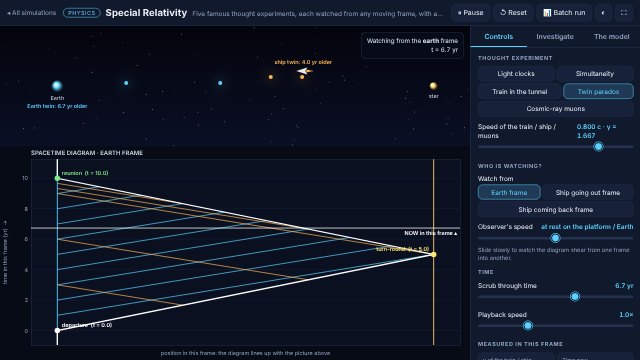 ◂ All simulations
PHYSICS
Special Relativity
Five famous thought experiments, each watched from any moving frame, with a…
Pause
Reset
Batch run
Watching from the earth frame
t = 6.7 yr
ship twin: 4.0 yr older
Earth
Earth twin: 6.7 yr older
star
SPACETIME DIAGRAM · EARTH FRAME
reunion (t = 10.0)
NOW in this frame ▴
turn-round (t = 5.0)
departure (t = 0.0)
10
8
6
4
2
0
time in this frame (yr) →
position in this frame: the diagram lines up with the picture above
Controls
Investigate
The model
THOUGHT EXPERIMENT
Light clocks
Simultaneity
Train in the tunnel
Twin paradox
Cosmic-ray muons
Speed of the train / ship / muons
0.800 c · γ = 1.667
WHO IS WATCHING?
Watch from
Earth frame
Ship going out frame
Ship coming back frame
Observer's speed
at rest on the platform / Earth
Slide slowly to watch the diagram shear from one frame into another.
TIME
Scrub through time
6.7 yr
Playback speed
1.0×
MEASURED IN THIS FRAME